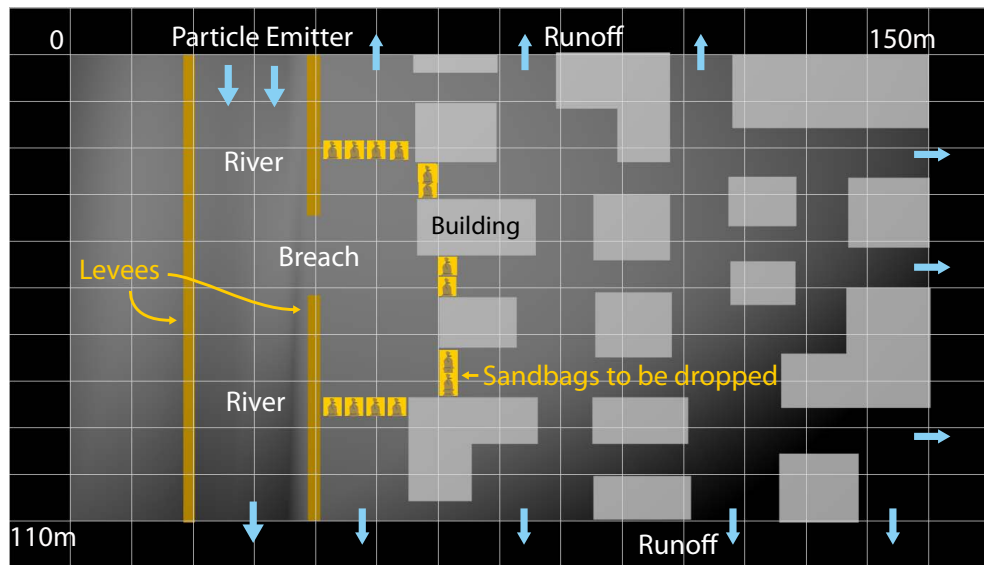 0
Particle Emitter
Runoff
150m
River
Building
Breach
Levees
Sandbags to be dropped
River
110m
Runoff